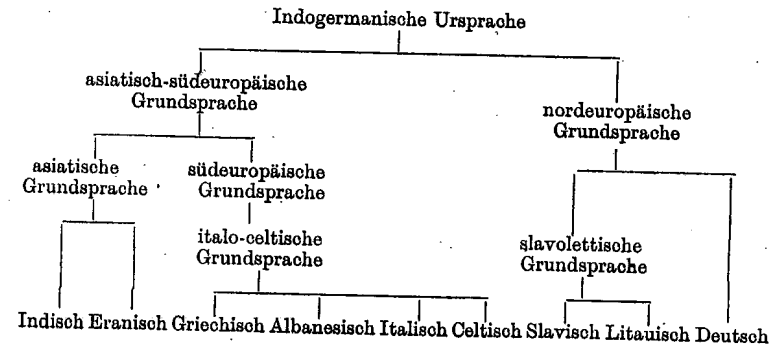 Indogermanische Ursprache
asiatisch-südeuropäische
Grundsprache
nordeuropäische
Grundsprache
asiatische
Grundsprache
südeuropäische
Grundsprache
italo-celtische
Grundsprache
slavolettische
Grundsprache
Indisch Eranisch Griechisch Albanesisch Italisch Celtisch Slavisch Litauisch Deutsch